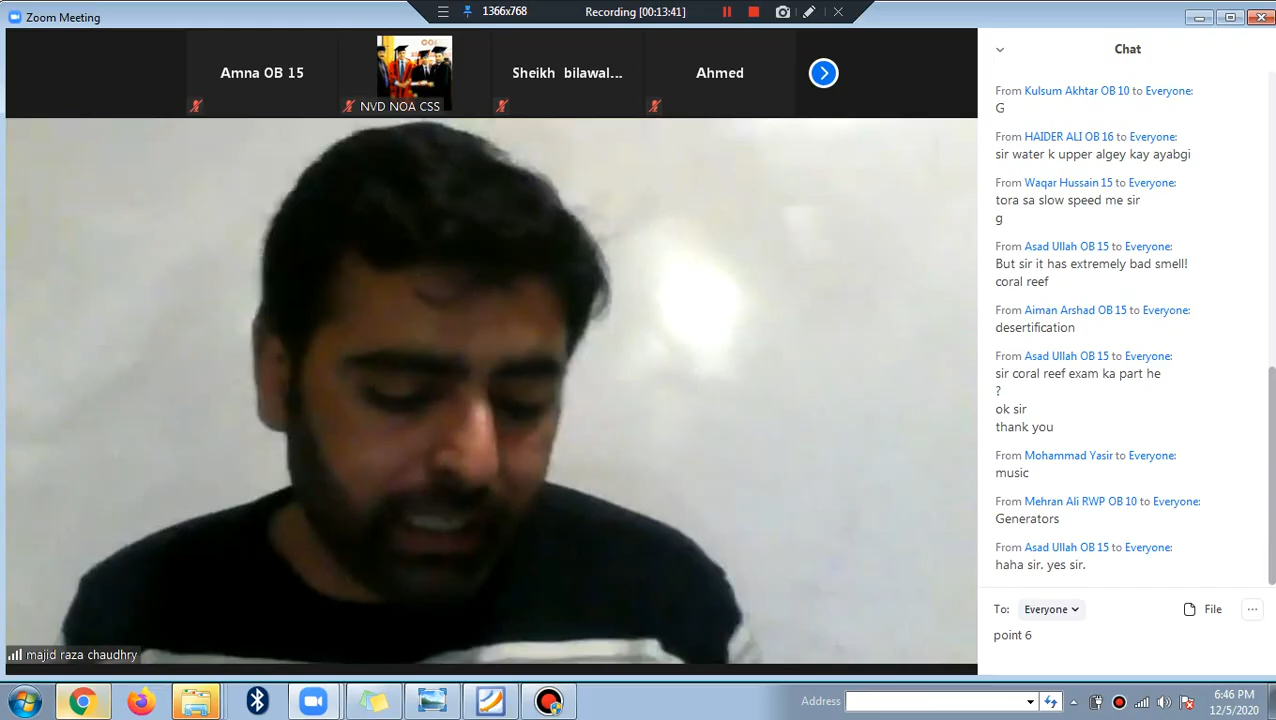 1366x768
Recording [00:13:41]
Zoom Meeting
Amna OB 15
NVD NOA CSS
Sheikh bilawal...
Ahmed
majid raza chaudhry
Chat
From Kulsum Akhtar OB 10 to Everyone:
G
From HAIDER ALI OB 16 to Everyone:
sir water k upper algey kay ayabgi
From Waqar Hussain 15 to Everyone:
tora sa slow speed me sir
g
From Asad Ullah OB 15 to Everyone:
But sir it has extremely bad smell!
coral reef
From Aiman Arshad OB 15 to Everyone:
desertification
From Asad Ullah OB 15 to Everyone:
sir coral reef exam ka part he
?
ok sir
thank you
From Mohammad Yasir to Everyone:
music
From Mehran Ali RWP OB 10 to Everyone:
Generators
From Asad Ullah OB 15 to Everyone:
haha sir. yes sir.
To: Everyone File ...
point 6
Address
6:46 PM
12/5/2020